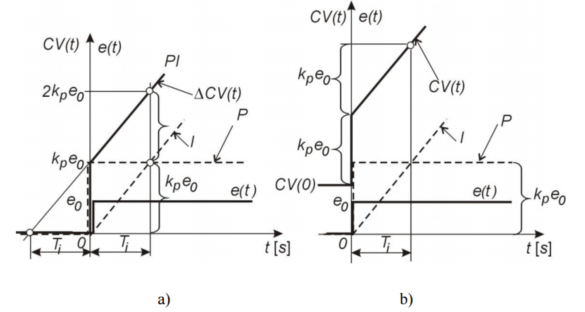 CV(t)
e(t)
PI
2kₚe₀
ΔCV(t)
I
P
kₚe₀
kₚe₀
e₀
e(t)
Tᵢ
0
Tᵢ
t [s]
a)
CV(t)
e(t)
kₚe₀
CV(t)
I
P
kₚe₀
CV(0)
e(t)
kₚe₀
e₀
0
Tᵢ
t [s]
b)